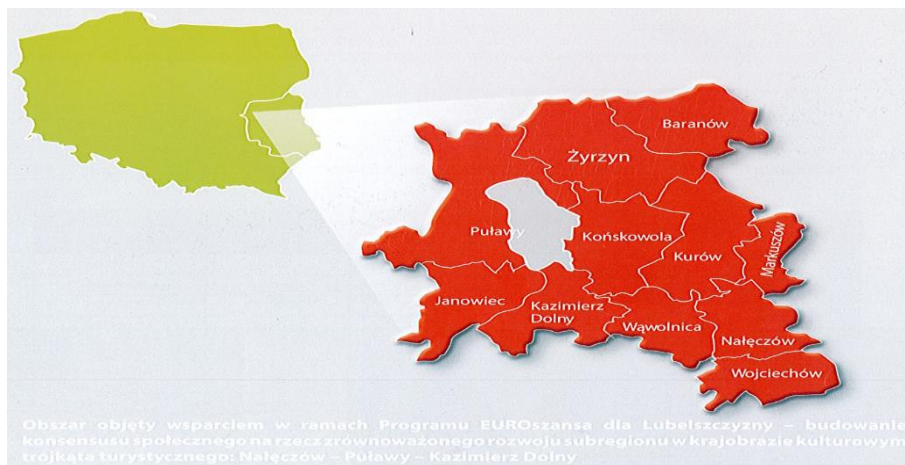 Baranów
Żyrzyn
Puławy
Końskowola
Kurów
Markuszów
Janowiec
Kazimierz
Dolny
Wąwolnica
Nałęczów
Wojciechów
Obszar objęty wsparciem w ramach Programu EUROszansa dla Lubelszczyzny – budowanie
konsensusu społecznego na rzecz zrównoważonego rozwoju subregionu w krajobrazie kulturowym
trójkąta turystycznego: Nałęczów – Puławy – Kazimierz Dolny